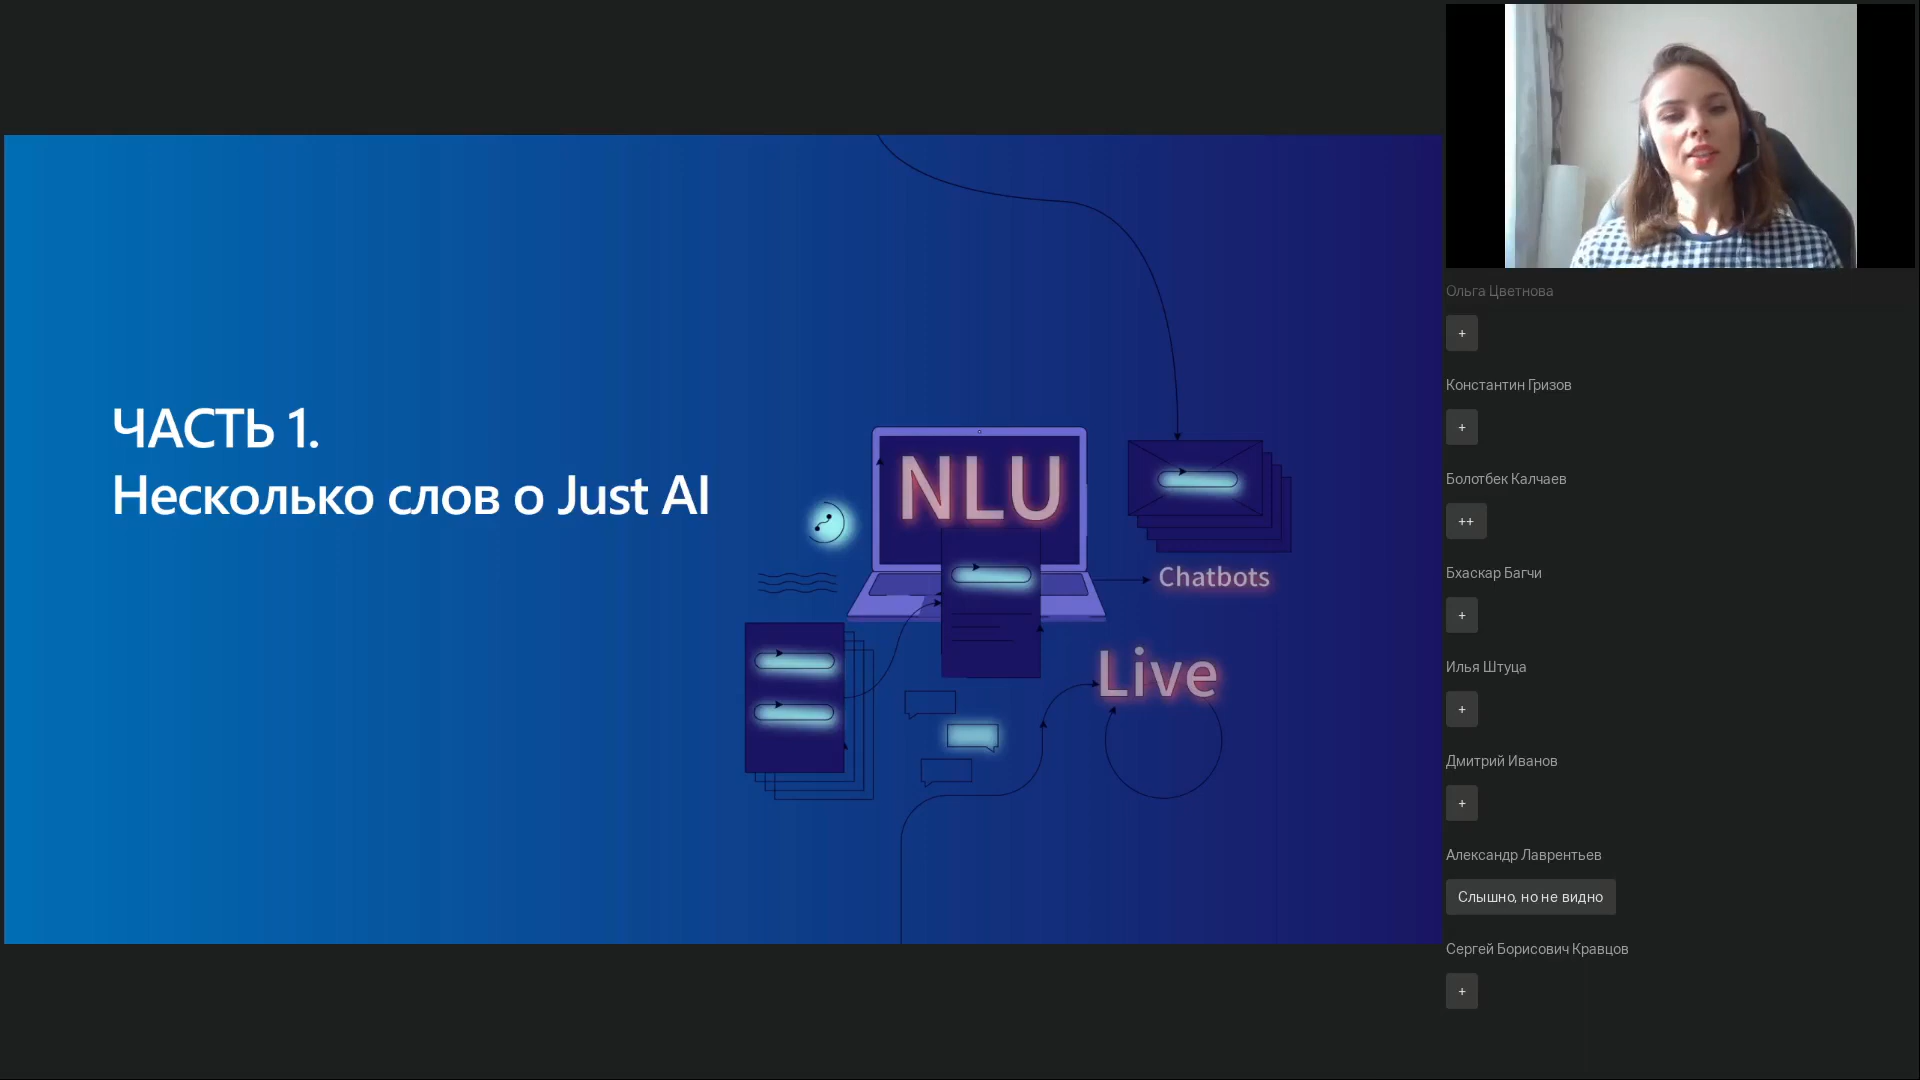 ЧАСТЬ 1.
Несколько слов о Just AI
NLU
Chatbots
Live
Ольга Цветнова
+
Константин Гризов
+
Болотбек Калчаев
++
Бхаскар Багчи
+
Илья Штуца
+
Дмитрий Иванов
+
Александр Лаврентьев
Слышно, но не видно
Сергей Борисович Кравцов
+